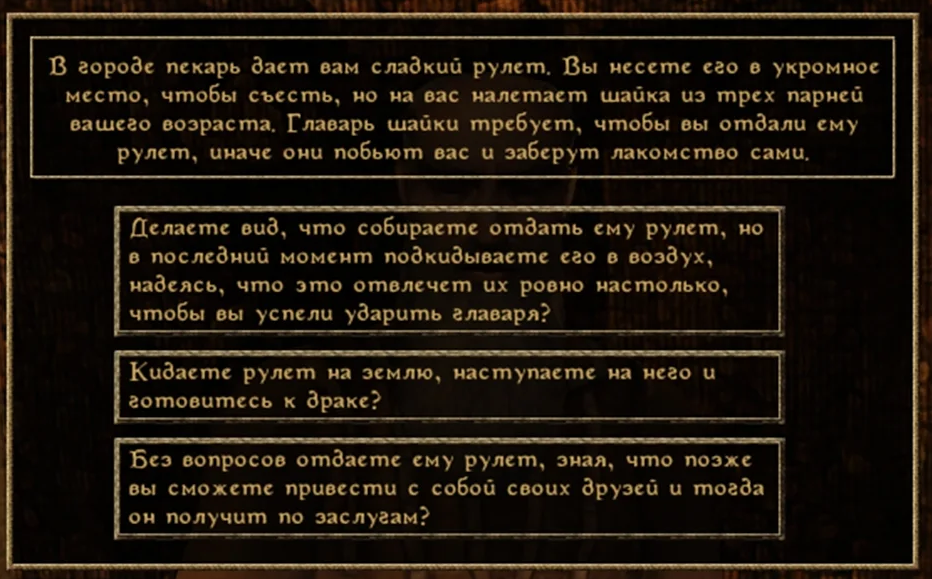 В городе пекарь дает вам сладкий рулет. Вы несете его в укромное
место, чтобы съесть, но на вас налетает шайка из трех парней
вашего возраста. Главарь шайки требует, чтобы вы отдали ему
рулет, иначе они побьют вас и заберут лакомство сами.
Делаете вид, что собираете отдать ему рулет, но
в последний момент подкидываете его в воздух,
надеясь, что это отвлечет их ровно настолько,
чтобы вы успели ударить главаря?
Кидаете рулет на землю, наступаете на него и
готовитесь к драке?
Без вопросов отдаете ему рулет, зная, что позже
вы сможете привести с собой своих друзей и тогда
он получит по заслугам?